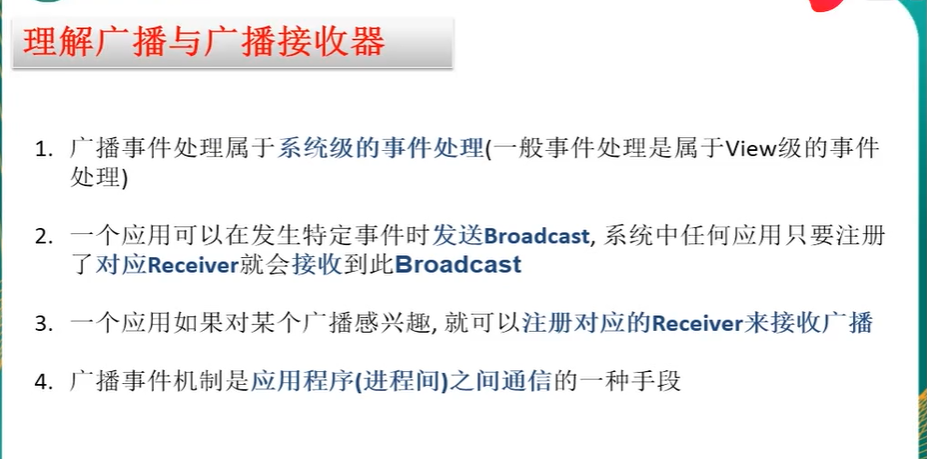 理解广播与广播接收器
1. 广播事件处理属于系统级的事件处理(一般事件处理是属于View级的事件
处理)
2. 一个应用可以在发生特定事件时发送Broadcast, 系统中任何应用只要注册
了对应Receiver就会接收到此Broadcast
3. 一个应用如果对某个广播感兴趣, 就可以注册对应的Receiver来接收广播
4. 广播事件机制是应用程序(进程间)之间通信的一种手段